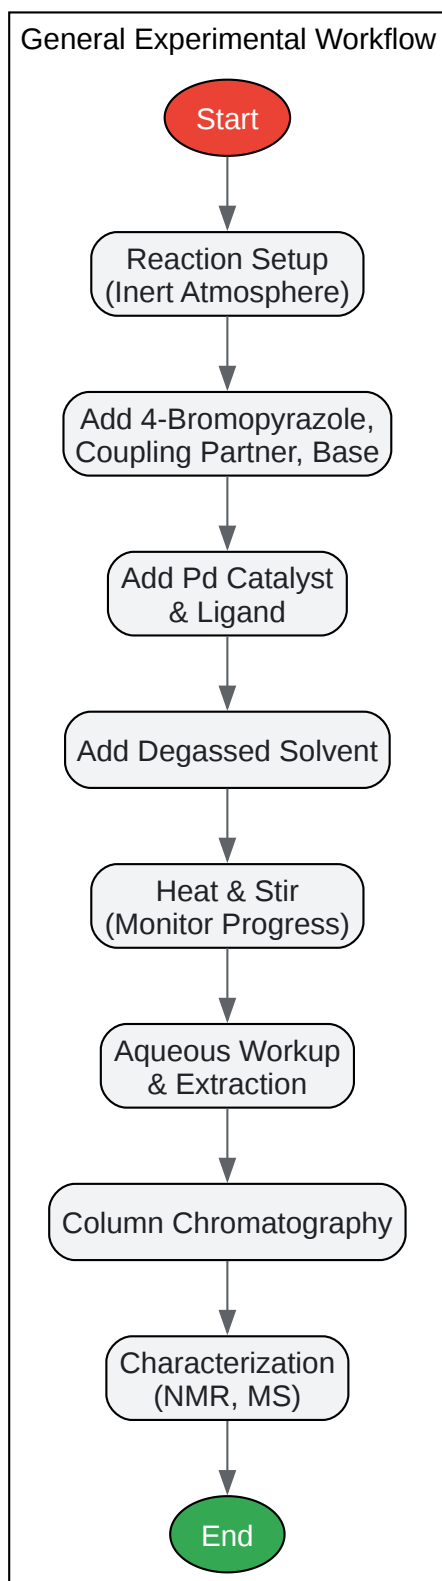 General Experimental Workflow
Start
Reaction Setup
(Inert Atmosphere)
Add 4-Bromopyrazole,
Coupling Partner, Base
Add Pd Catalyst
& Ligand
Add Degassed Solvent
Heat & Stir
(Monitor Progress)
Aqueous Workup
& Extraction
Column Chromatography
Characterization
(NMR, MS)
End